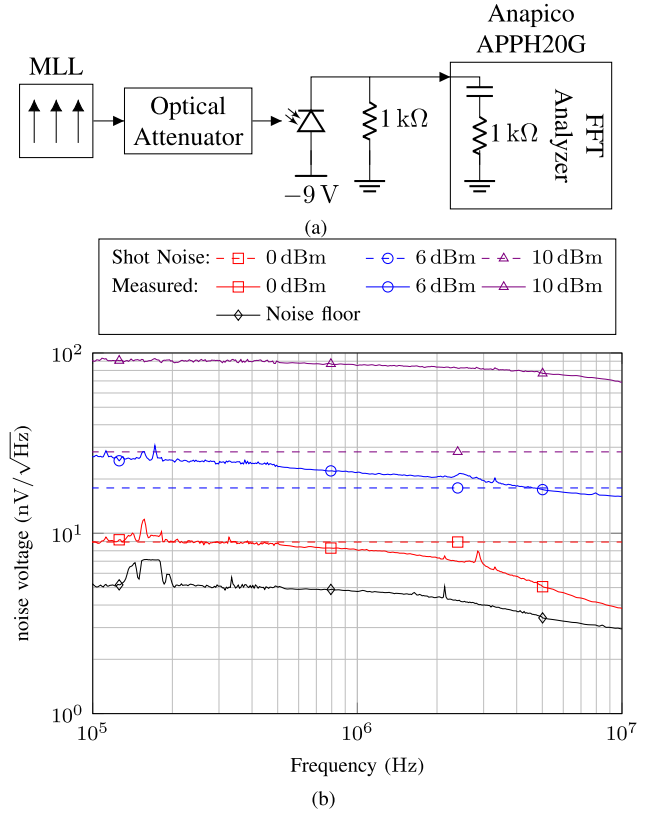 Anapico
APPH20G
MLL
Optical
Attenuator
1 kΩ
1 kΩ
FFT
Analyzer
−9 V
(a)
Shot Noise: 0 dBm 6 dBm 10 dBm
Measured: 0 dBm 6 dBm 10 dBm
Noise floor
10²
10¹
10⁰
noise voltage (nV/√Hz)
10⁵ 10⁶ 10⁷
Frequency (Hz)
(b)